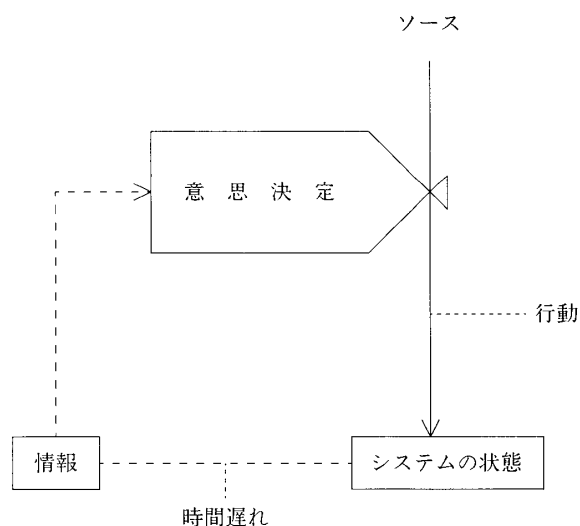 ソース
意思決定
行動
情報
システムの状態
時間遅れ